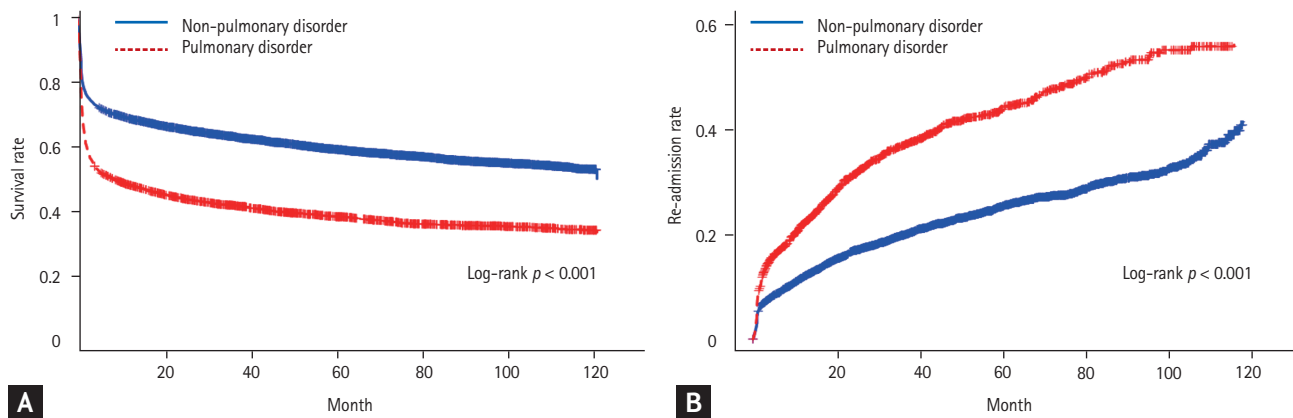 Non-pulmonary disorder
Pulmonary disorder
Survival rate
1
0.8
0.6
0.4
0.2
0
Log-rank p < 0.001
20 40 60 80 100 120
Month
A
Non-pulmonary disorder
Pulmonary disorder
Re-admission rate
0.6
0.4
0.2
0
Log-rank p < 0.001
20 40 60 80 100 120
Month
B